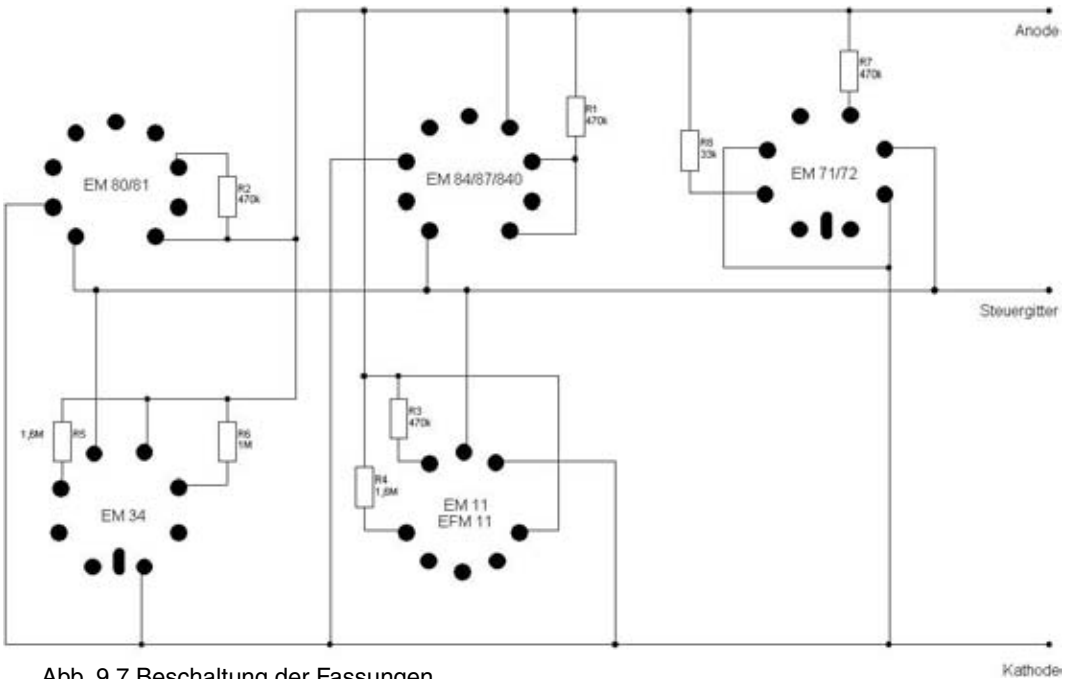 Anode
R7
470k
R1
470k
R8
33k
EM 80/81
EM 84/87/840
EM 71/72
R2
470k
Steuergitter
R3
470k
1,6M
R5
R6
1M
R4
1,6M
EM 34
EM 11
EFM 11
Kathode
Abb. 9.7 Beschaltung der Fassungen